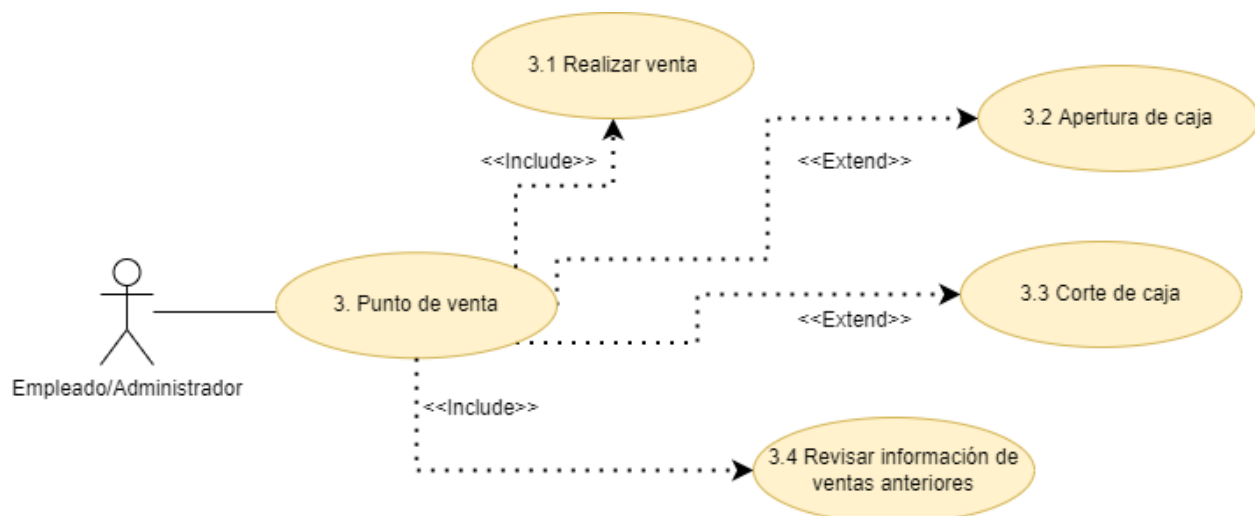 3.1 Realizar venta
3.2 Apertura de caja
<<Include>>
<<Extend>>
3. Punto de venta
3.3 Corte de caja
<<Extend>>
Empleado/Administrador
<<Include>>
3.4 Revisar información de
ventas anteriores